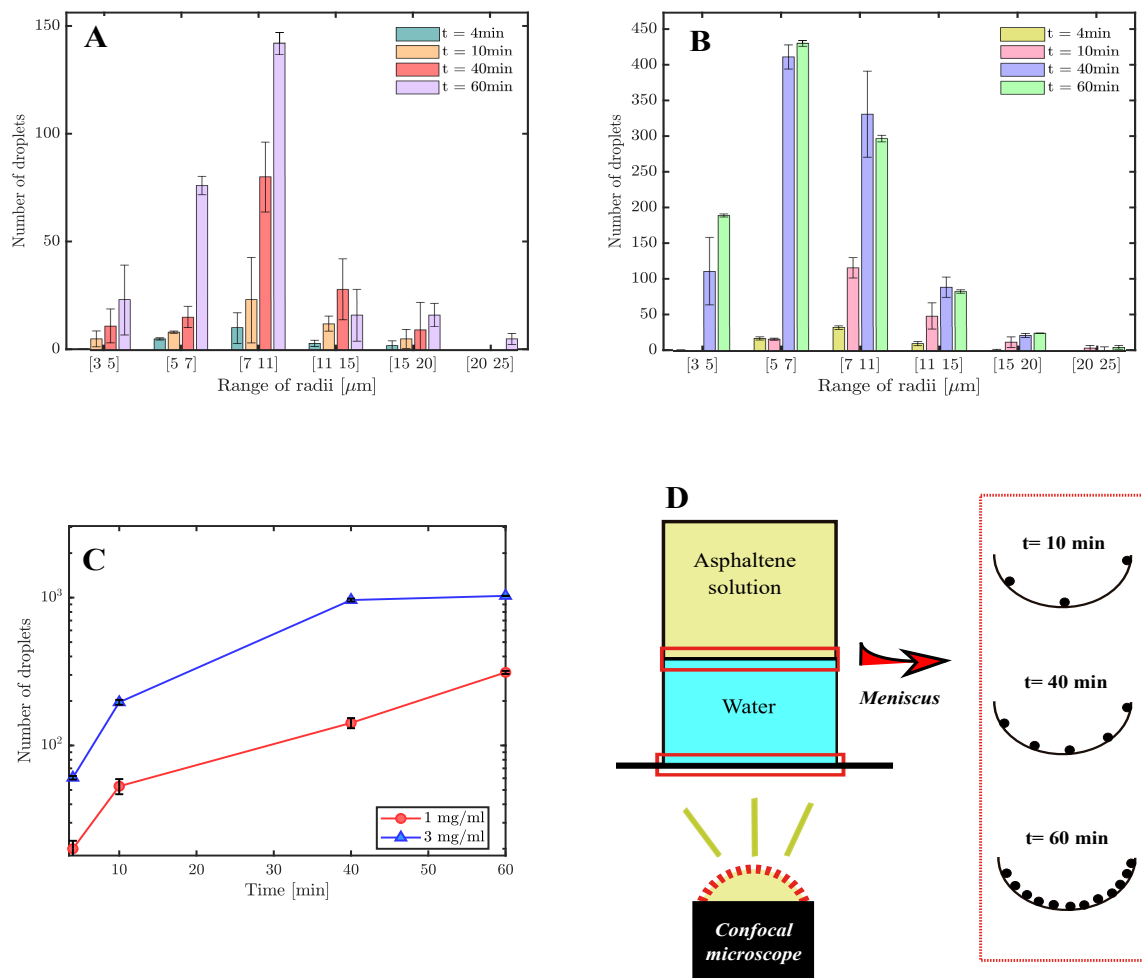 A
t = 4min
t = 10min
t = 40min
t = 60min
150
100
50
0
Number of droplets
[3 5] [5 7] [7 11] [11 15] [15 20] [20 25]
Range of radii [μm]
B
t = 4min
t = 10min
t = 40min
t = 60min
450
400
350
300
250
200
150
100
50
0
Number of droplets
[3 5] [5 7] [7 11] [11 15] [15 20] [20 25]
Range of radii [μm]
C
10³
10²
Number of droplets
1 mg/ml
3 mg/ml
10 20 30 40 50 60
Time [min]
D
Asphaltene
solution
Water
Meniscus
Confocal
microscope
t= 10 min
t= 40 min
t= 60 min